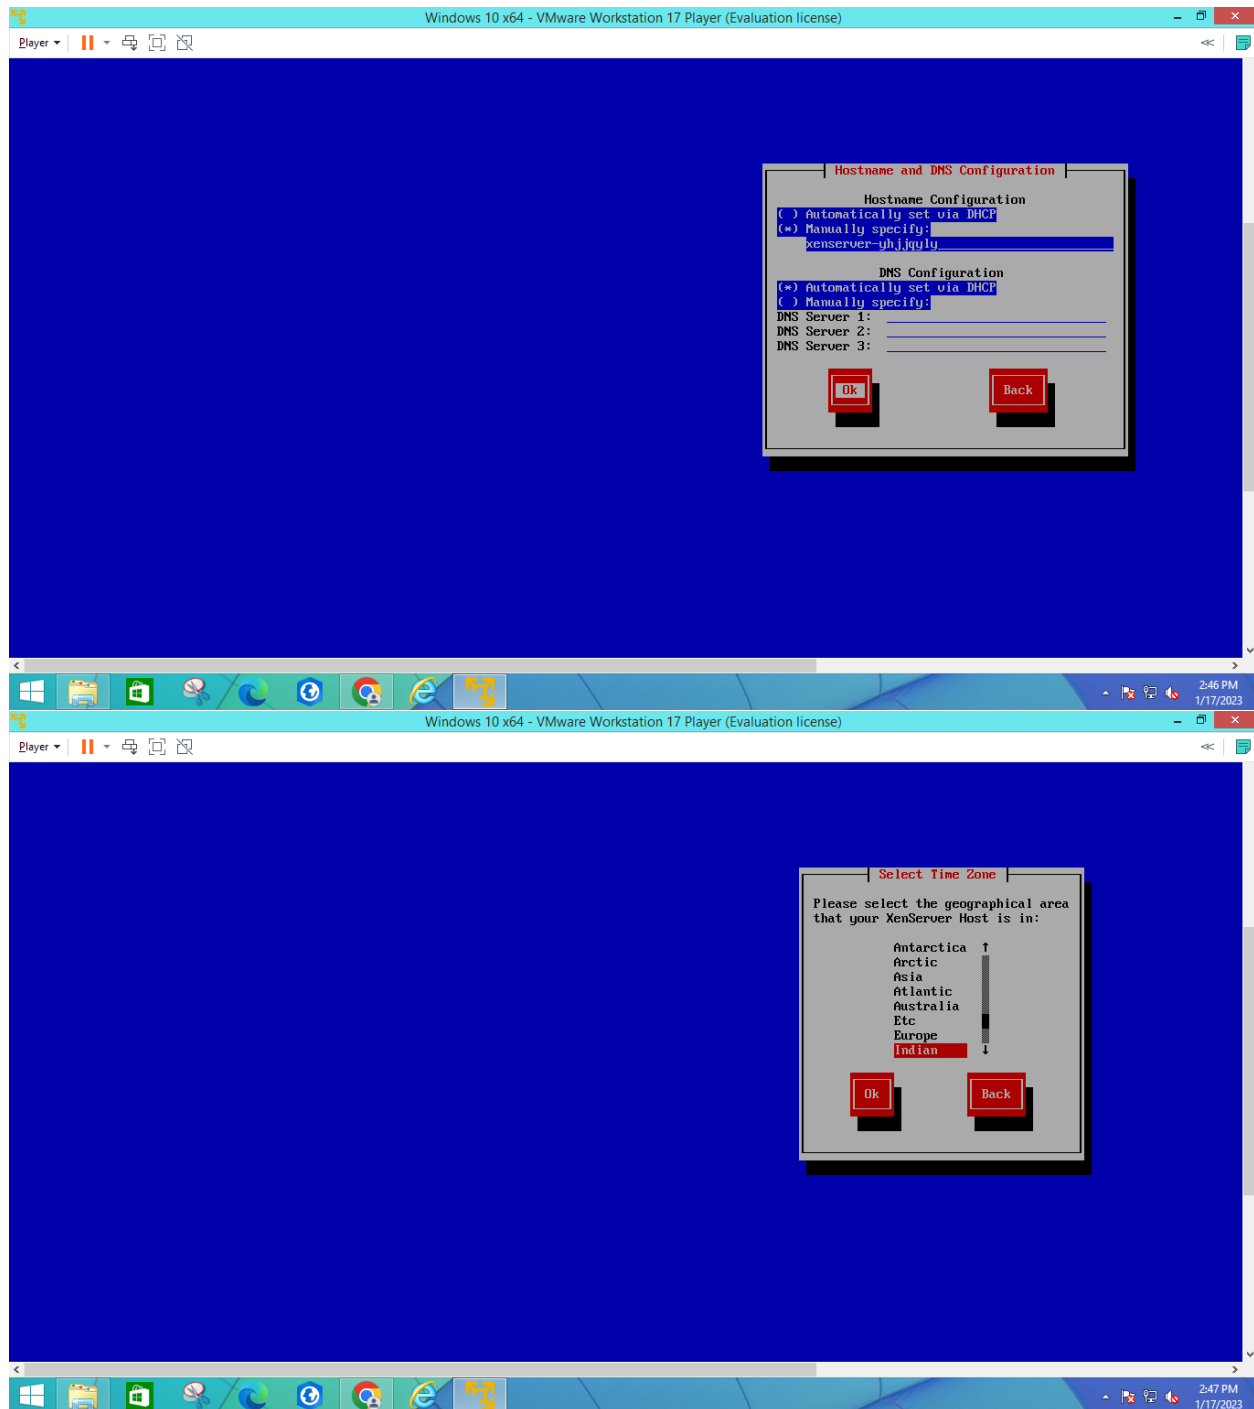 Windows 10 x64 - VMware Workstation 17 Player (Evaluation license)
Player
Hostname and DNS Configuration
Hostname Configuration
( ) Automatically set via DHCP
(*) Manually specify:
xenserver-yhjjqyly
DNS Configuration
(*) Automatically set via DHCP
( ) Manually specify:
DNS Server 1:
DNS Server 2:
DNS Server 3:
Ok Back
2:46 PM
1/17/2023
Windows 10 x64 - VMware Workstation 17 Player (Evaluation license)
Player
Select Time Zone
Please select the geographical area
that your XenServer Host is in:
Antarctica
Arctic
Asia
Atlantic
Australia
Etc
Europe
Indian
Ok Back
2:47 PM
1/17/2023